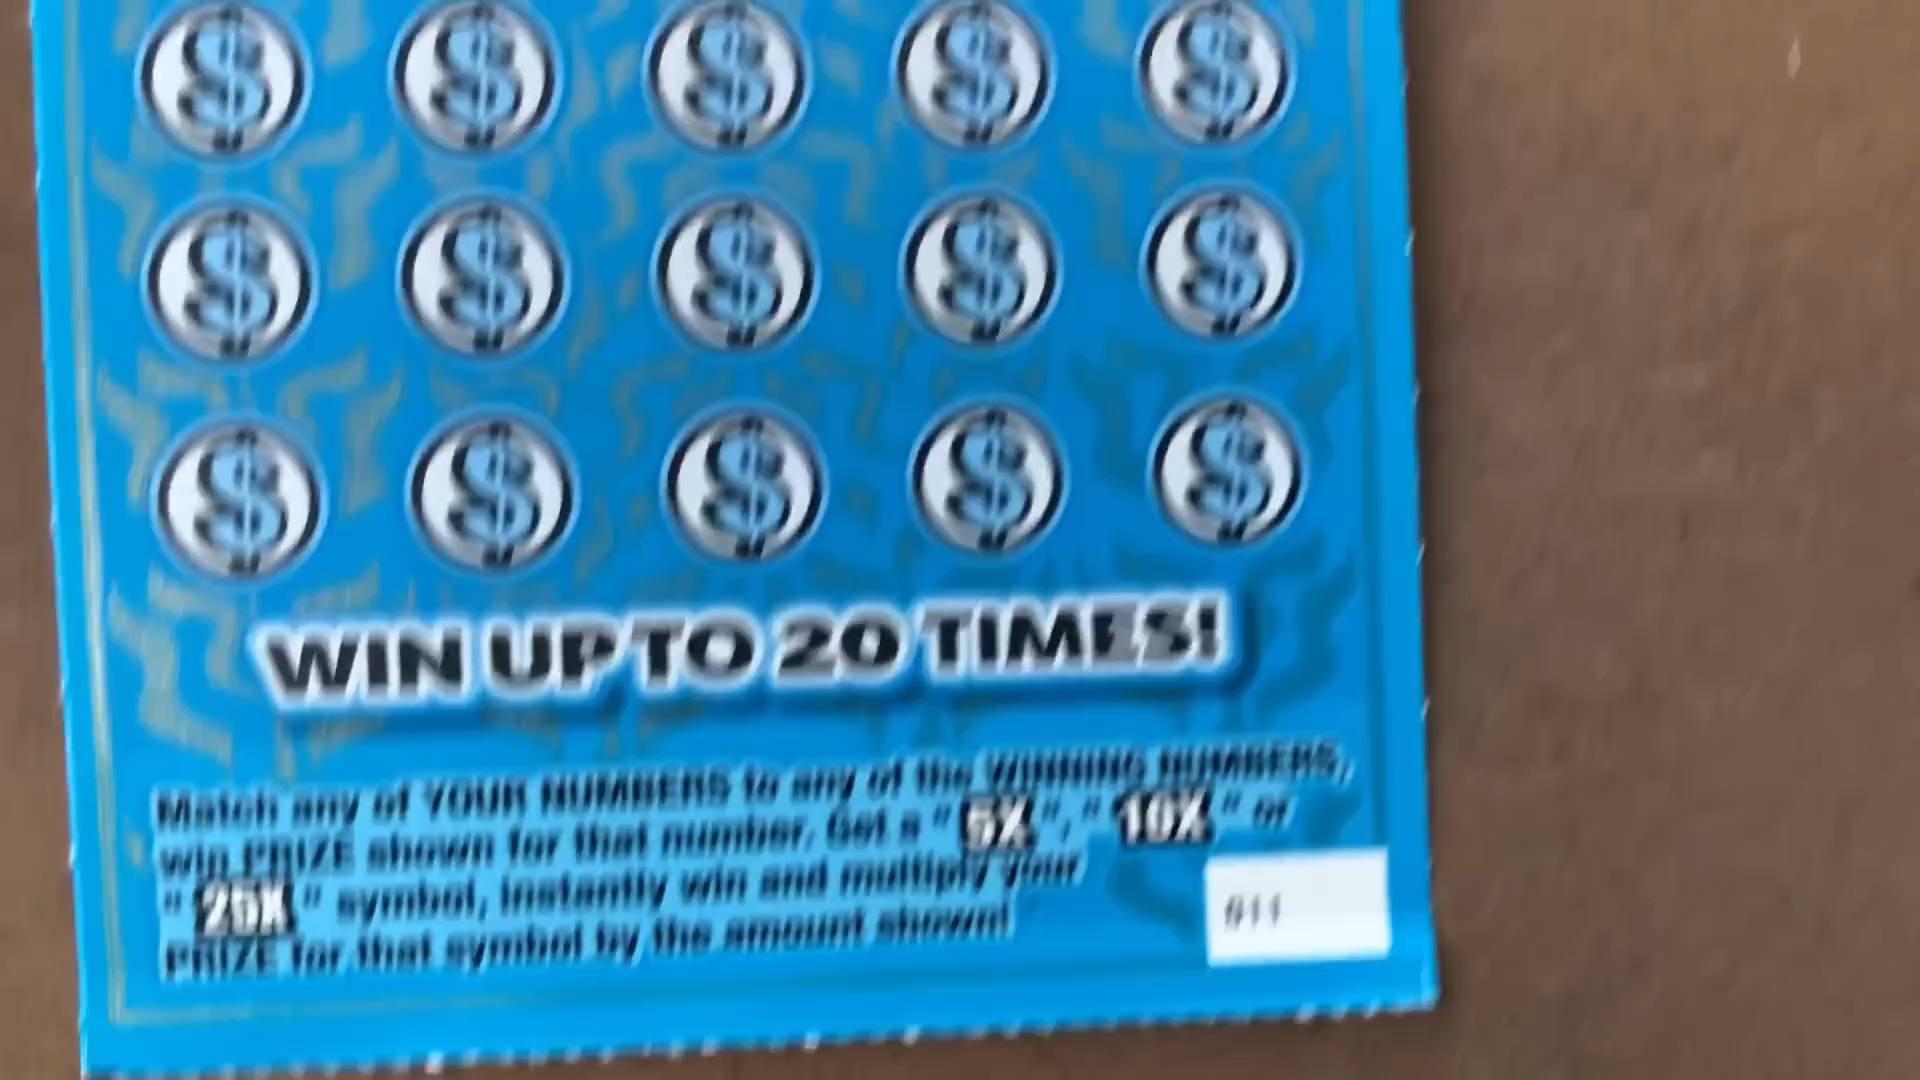 WIN UP TO 20 TIMES!
Match any of YOUR NUMBERS to any of the WINNING NUMBERS,
win PRIZE shown for that number. Get a "5X", "10X" or
"25X" symbol, instantly win and multiply your
PRIZE for that symbol by the amount shown!
011